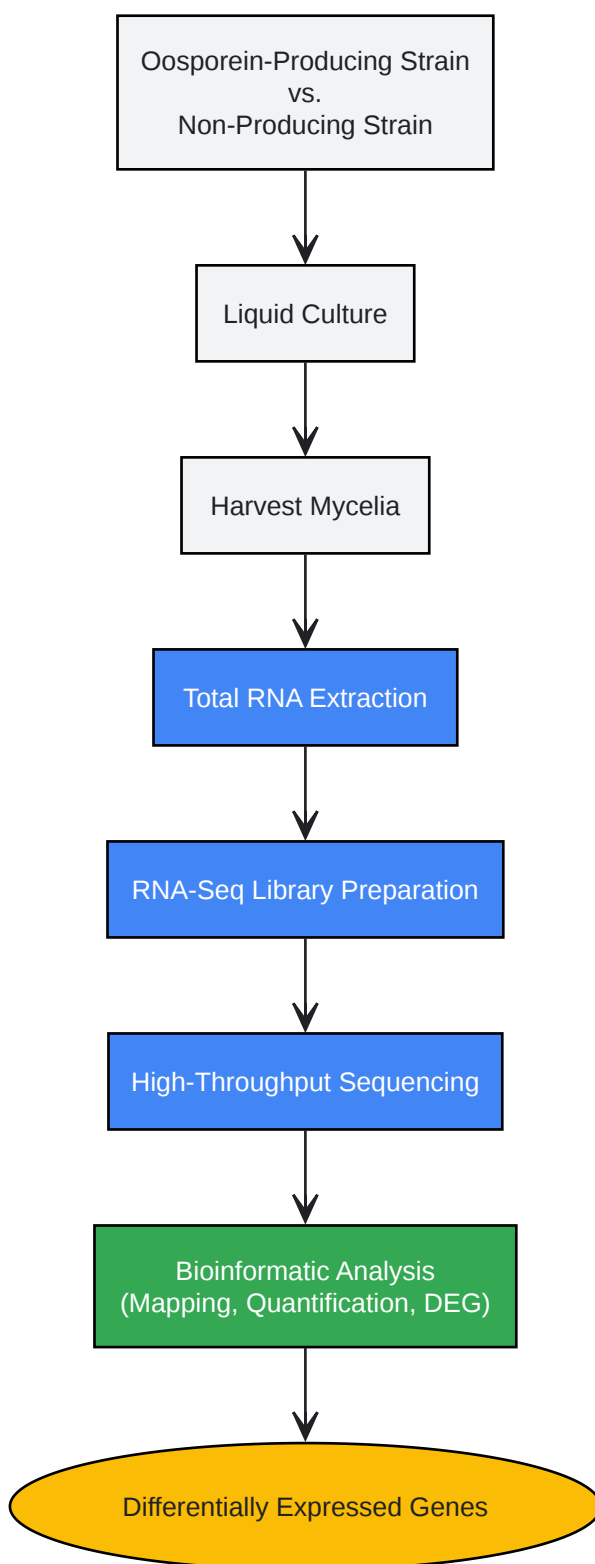 Oosporein-Producing Strain
vs.
Non-Producing Strain
Liquid Culture
Harvest Mycelia
Total RNA Extraction
RNA-Seq Library Preparation
High-Throughput Sequencing
Bioinformatic Analysis
(Mapping, Quantification, DEG)
Differentially Expressed Genes